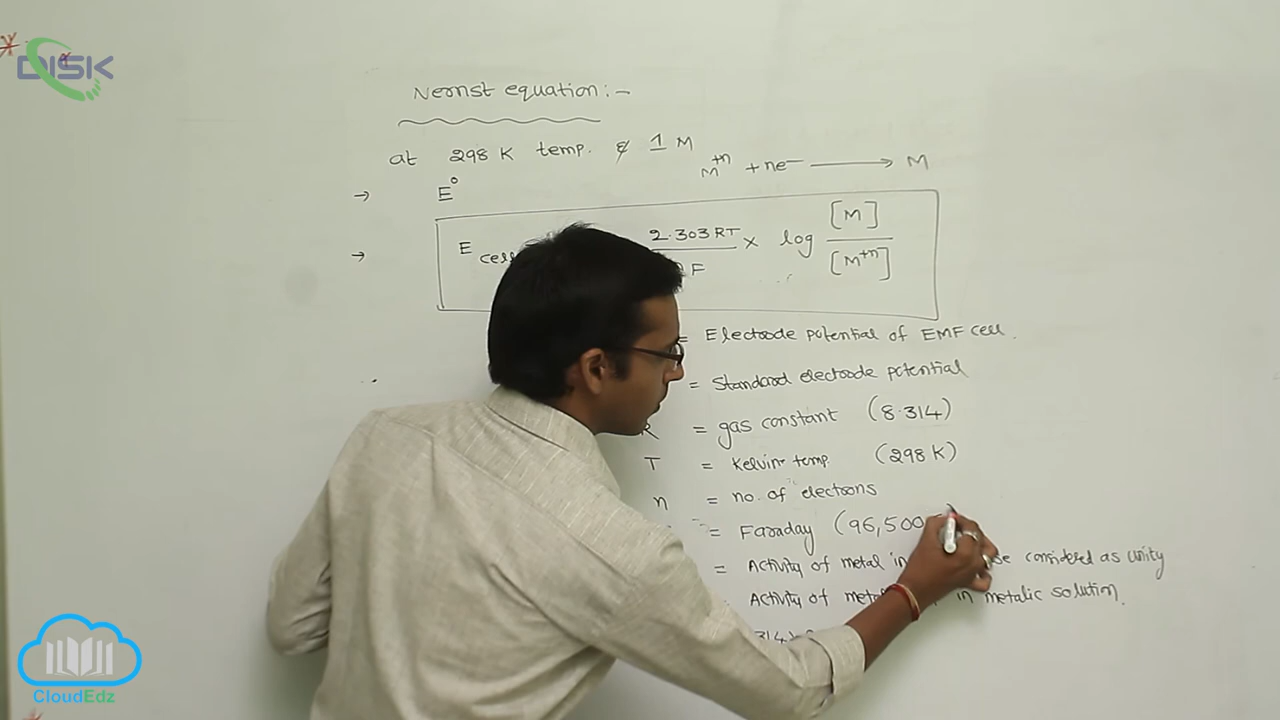 DISK
Nernst equation:-
at 298 K temp. & 1 M
M+n + ne- → M
→ E°
→ E cell 2.303 RT / F × log [M] / [M+n]
= Electrode potential of EMF cell.
= Standard electrode potential
R = gas constant (8.314)
T = Kelvin temp. (298 K)
n = no. of electrons
= Faraday (96,500
= Activity of metal in considered as unity
Activity of in metalic solution.
CloudEdz